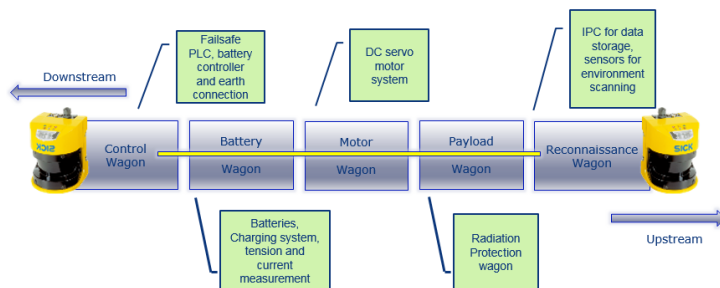 Failsafe
PLC, battery
controller
and earth
connection
DC servo
motor
system
IPC for data
storage,
sensors for
environment
scanning
Downstream
Control
Wagon
Battery
Wagon
Motor
Wagon
Payload
Wagon
Reconnaissance
Wagon
SICK
SICK
Batteries,
Charging system,
tension and
current
measurement
Radiation
Protection
wagon
Upstream